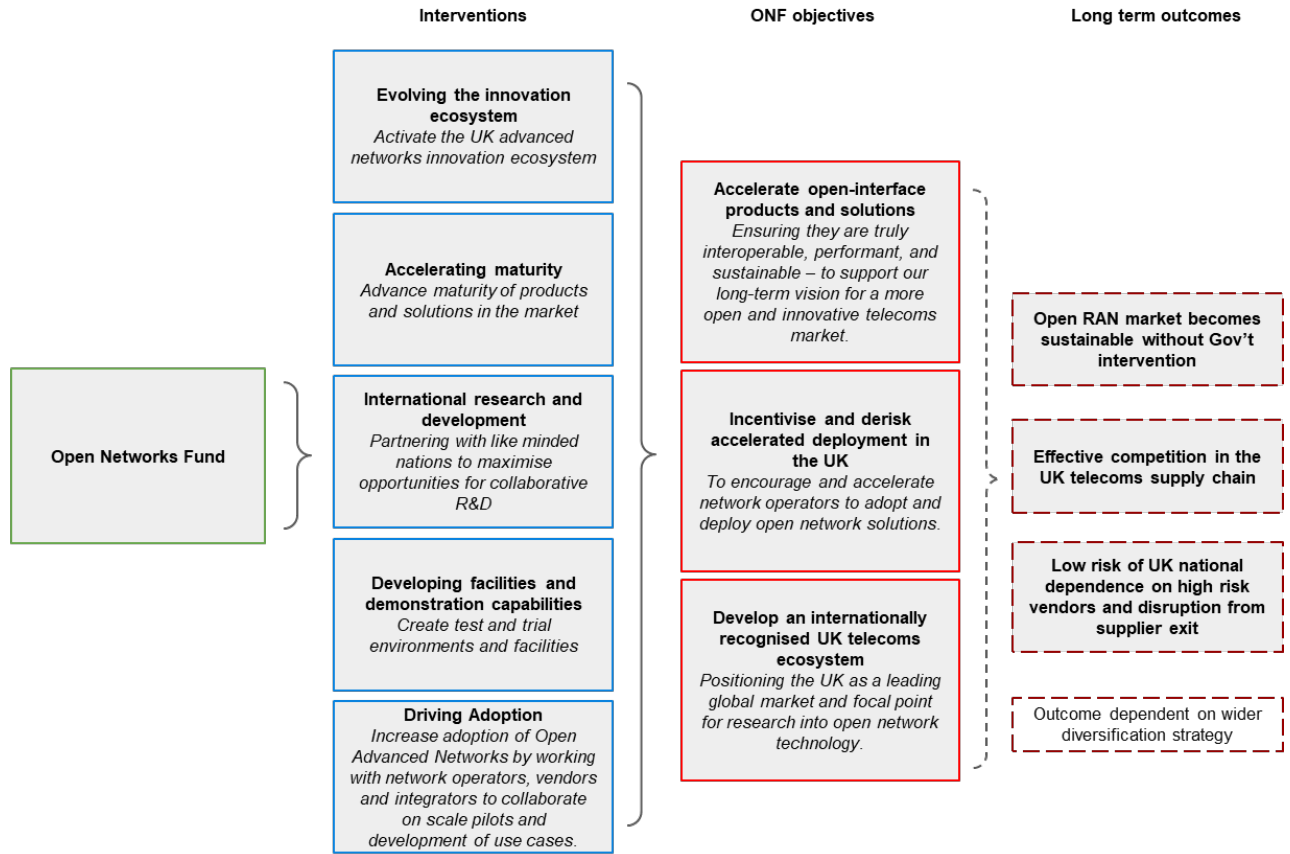 Interventions
ONF objectives
Long term outcomes
Open Networks Fund
Evolving the innovation
ecosystem
Activate the UK advanced
networks innovation ecosystem
Accelerating maturity
Advance maturity of products
and solutions in the market
International research and
development
Partnering with like minded
nations to maximise
opportunities for collaborative
R&D
Developing facilities and
demonstration capabilities
Create test and trial
environments and facilities
Driving Adoption
Increase adoption of Open
Advanced Networks by working
with network operators, vendors
and integrators to collaborate
on scale pilots and
development of use cases.
Accelerate open-interface
products and solutions
Ensuring they are truly
interoperable, performant, and
sustainable – to support our
long-term vision for a more
open and innovative telecoms
market.
Incentivise and derisk
accelerated deployment in
the UK
To encourage and accelerate
network operators to adopt and
deploy open network solutions.
Develop an internationally
recognised UK telecoms
ecosystem
Positioning the UK as a leading
global market and focal point
for research into open network
technology.
Open RAN market becomes
sustainable without Gov't
intervention
Effective competition in the
UK telecoms supply chain
Low risk of UK national
dependence on high risk
vendors and disruption from
supplier exit
Outcome dependent on wider
diversification strategy